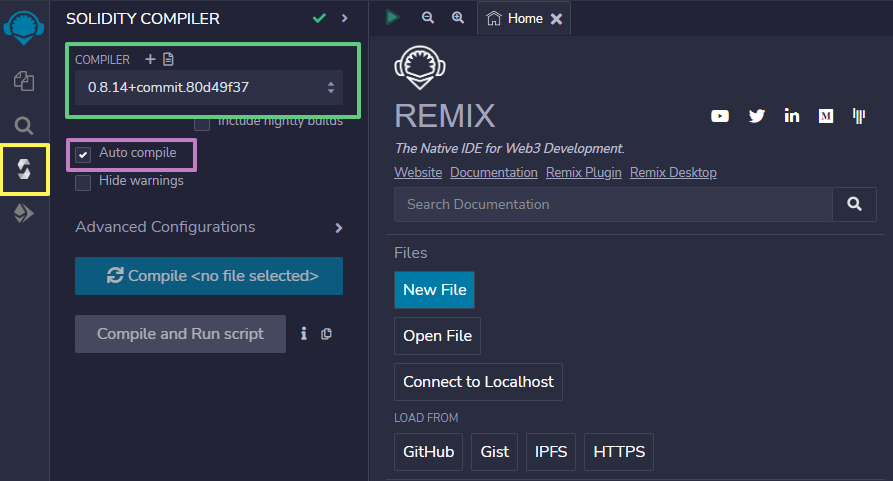 SOLIDITY COMPILER
COMPILER
0.8.14+commit.80d49f37
Include nightly builds
Auto compile
Hide warnings
Advanced Configurations
Compile <no file selected>
Compile and Run script
Home
REMIX
The Native IDE for Web3 Development.
Website Documentation Remix Plugin Remix Desktop
Search Documentation
Files
New File
Open File
Connect to Localhost
LOAD FROM
GitHub Gist IPFS HTTPS